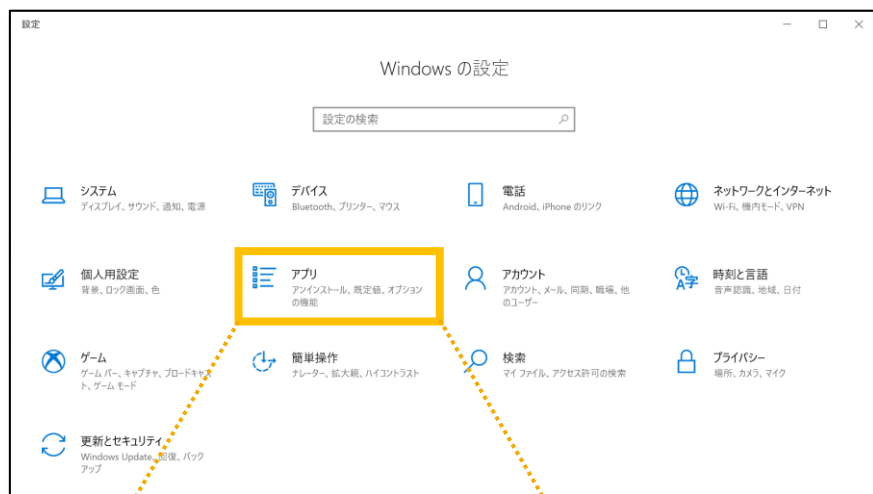 設定
Windows の設定
設定の検索
システム
ディスプレイ、サウンド、通知、電源
デバイス
Bluetooth、プリンター、マウス
電話
Android、iPhone のリンク
ネットワークとインターネット
Wi-Fi、機内モード、VPN
個人用設定
背景、ロック画面、色
アプリ
アンインストール、既定値、オプション
の機能
アカウント
アカウント、メール、同期、職場、他
のユーザー
時刻と言語
音声認識、地域、日付
ゲーム
ゲーム バー、キャプチャ、ブロードキャス
ト、ゲーム モード
簡単操作
ナレーター、拡大鏡、ハイコントラスト
検索
マイ ファイル、アクセス許可の検索
プライバシー
場所、カメラ、マイク
更新とセキュリティ
Windows Update、回復、バック
アップ